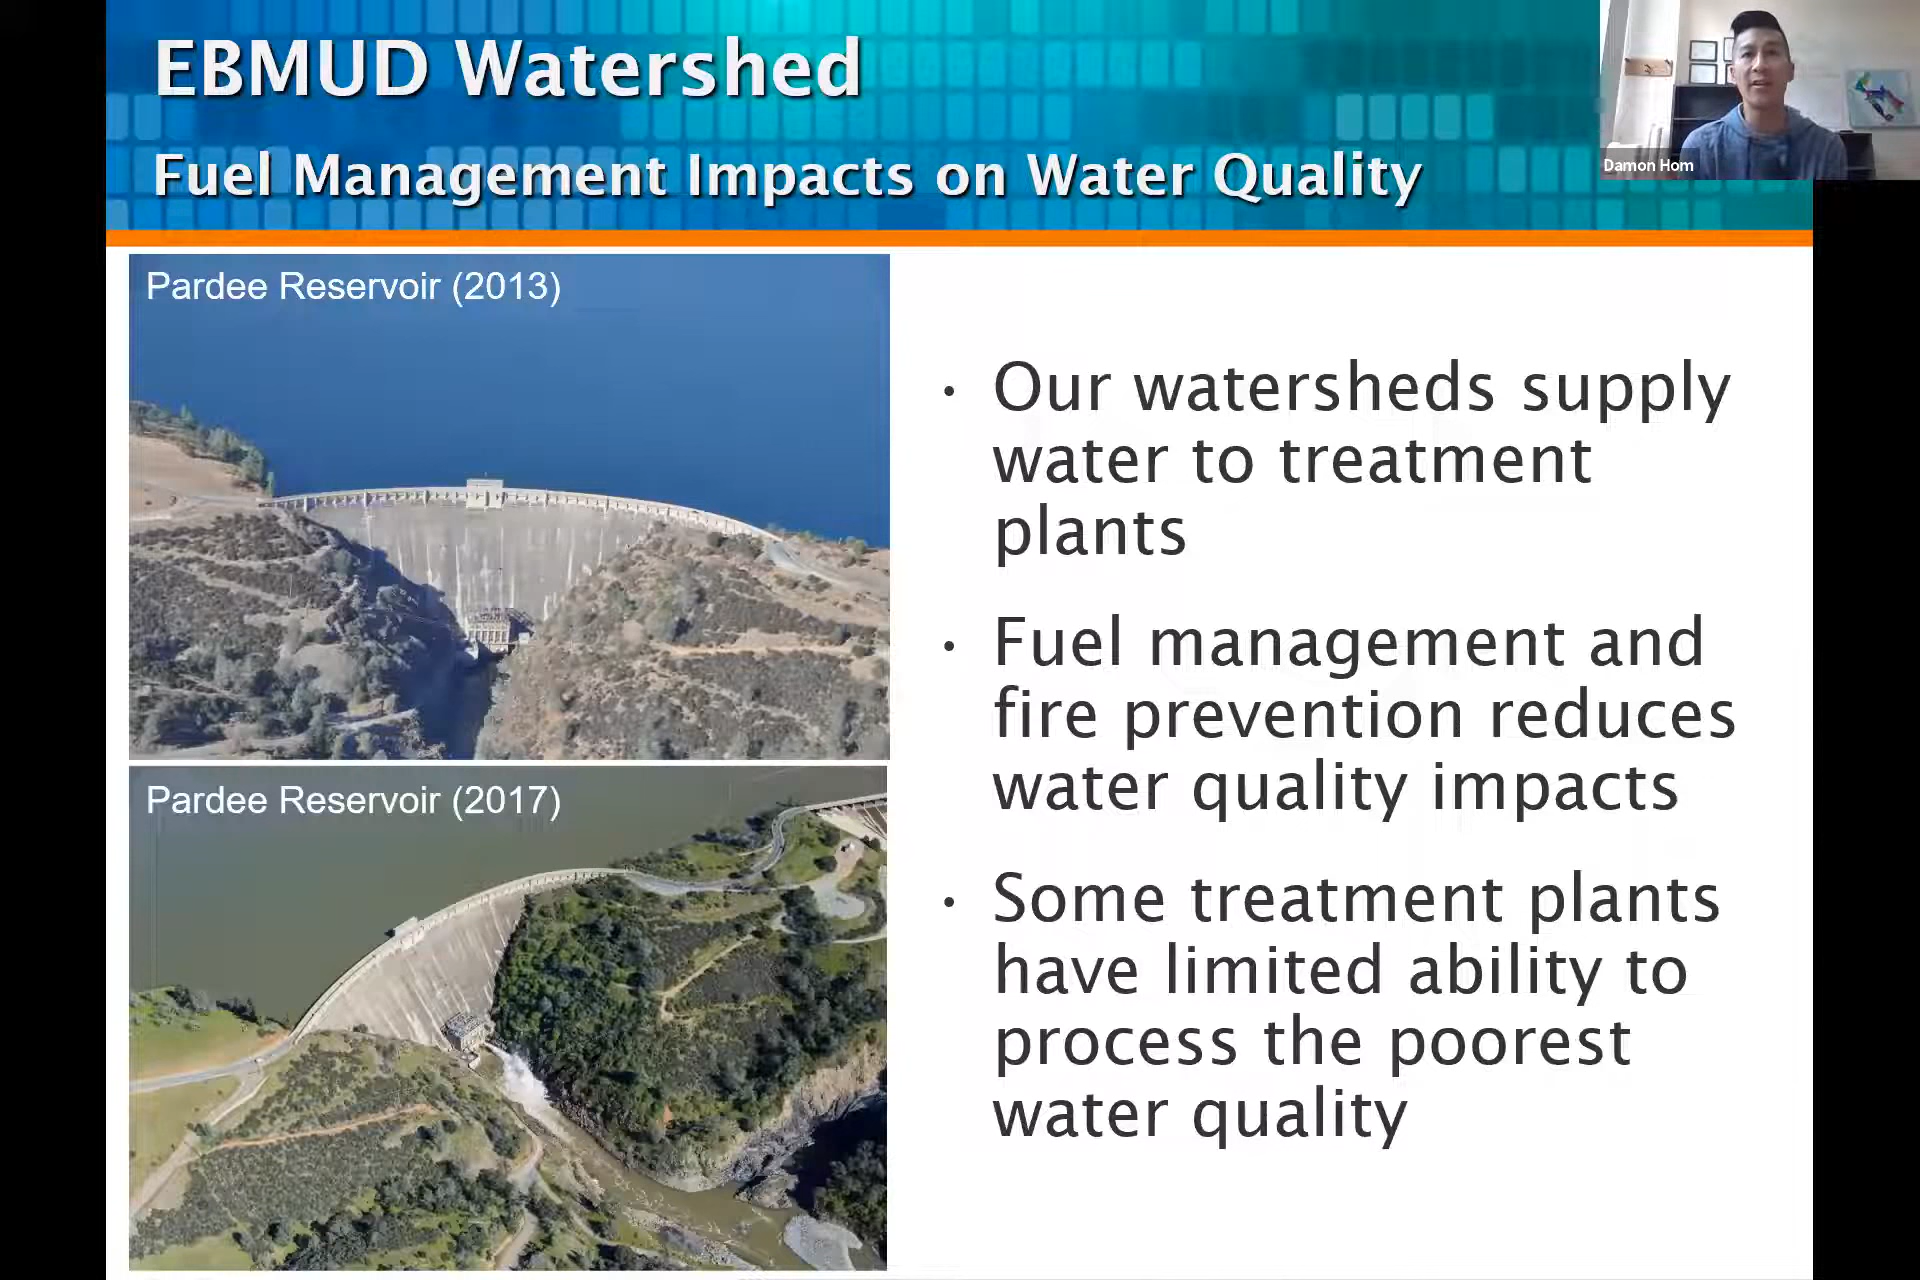 EBMUD Watershed
Fuel Management Impacts on Water Quality
Damon Hom
Pardee Reservoir (2013)
Pardee Reservoir (2017)
• Our watersheds supply
water to treatment
plants
• Fuel management and
fire prevention reduces
water quality impacts
• Some treatment plants
have limited ability to
process the poorest
water quality